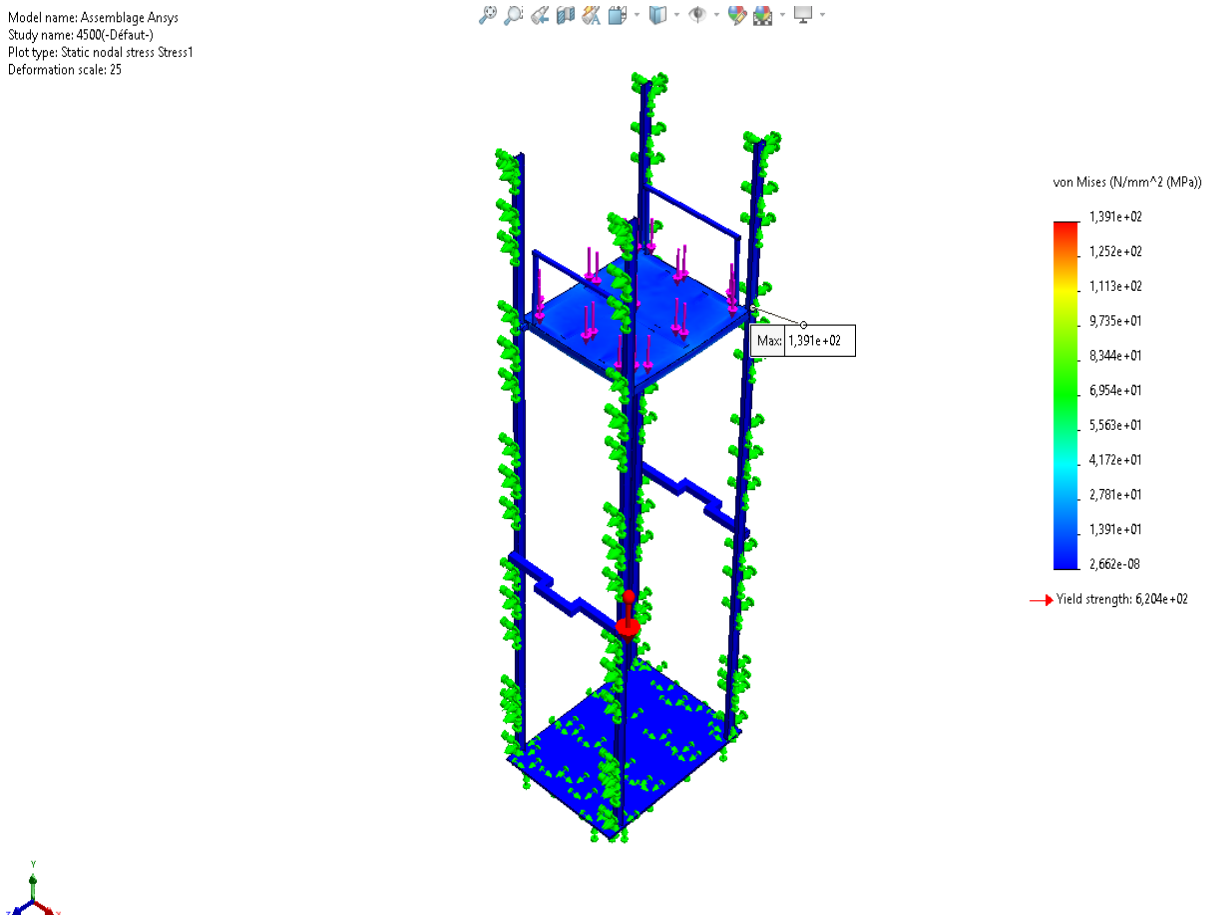 Model name: Assemblage Ansys
Study name: 4500(-Défaut-)
Plot type: Static nodal stress Stress1
Deformation scale: 25
von Mises (N/mm^2 (MPa))
1,391e+02
1,252e+02
1,113e+02
9,735e+01
8,344e+01
6,954e+01
5,563e+01
4,172e+01
2,781e+01
1,391e+01
2,662e-08
Yield strength: 6,204e+02
Max: 1,391e+02
Y
Z X